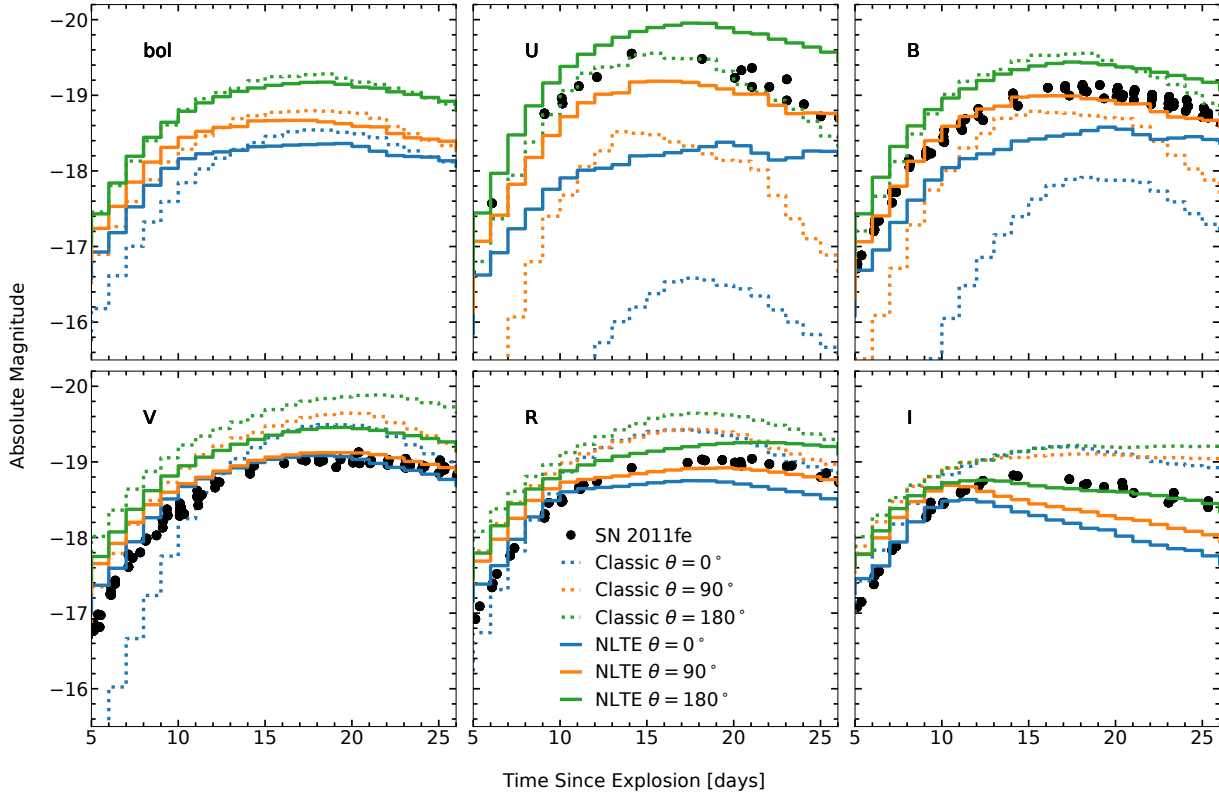 bol
U
B
−20
−19
−18
−17
−16
V
R
I
−20
−19
−18
−17
−16
SN 2011fe
Classic θ = 0°
Classic θ = 90°
Classic θ = 180°
NLTE θ = 0°
NLTE θ = 90°
NLTE θ = 180°
5 10 15 20 25 5 10 15 20 25 5 10 15 20 25
Absolute Magnitude
Time Since Explosion [days]